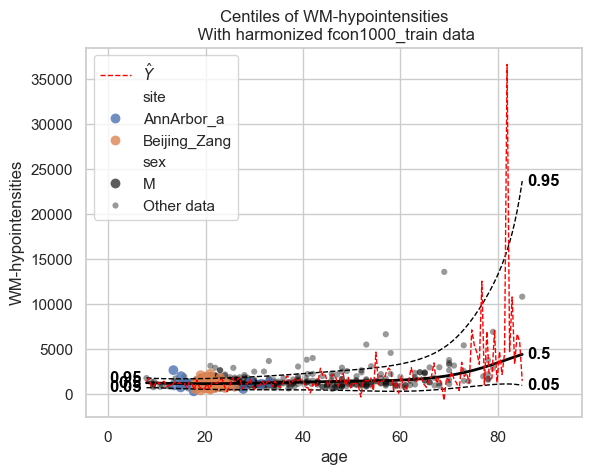 Centiles of WM-hypointensities
With harmonized fcon1000_train data
Ŷ
site
AnnArbor_a
Beijing_Zang
sex
M
Other data
WM-hypointensities
35000
30000
25000
20000
15000
10000
5000
0
0.95
0.5
0.05
0.95
0.5
0.05
0
20
40
60
80
age